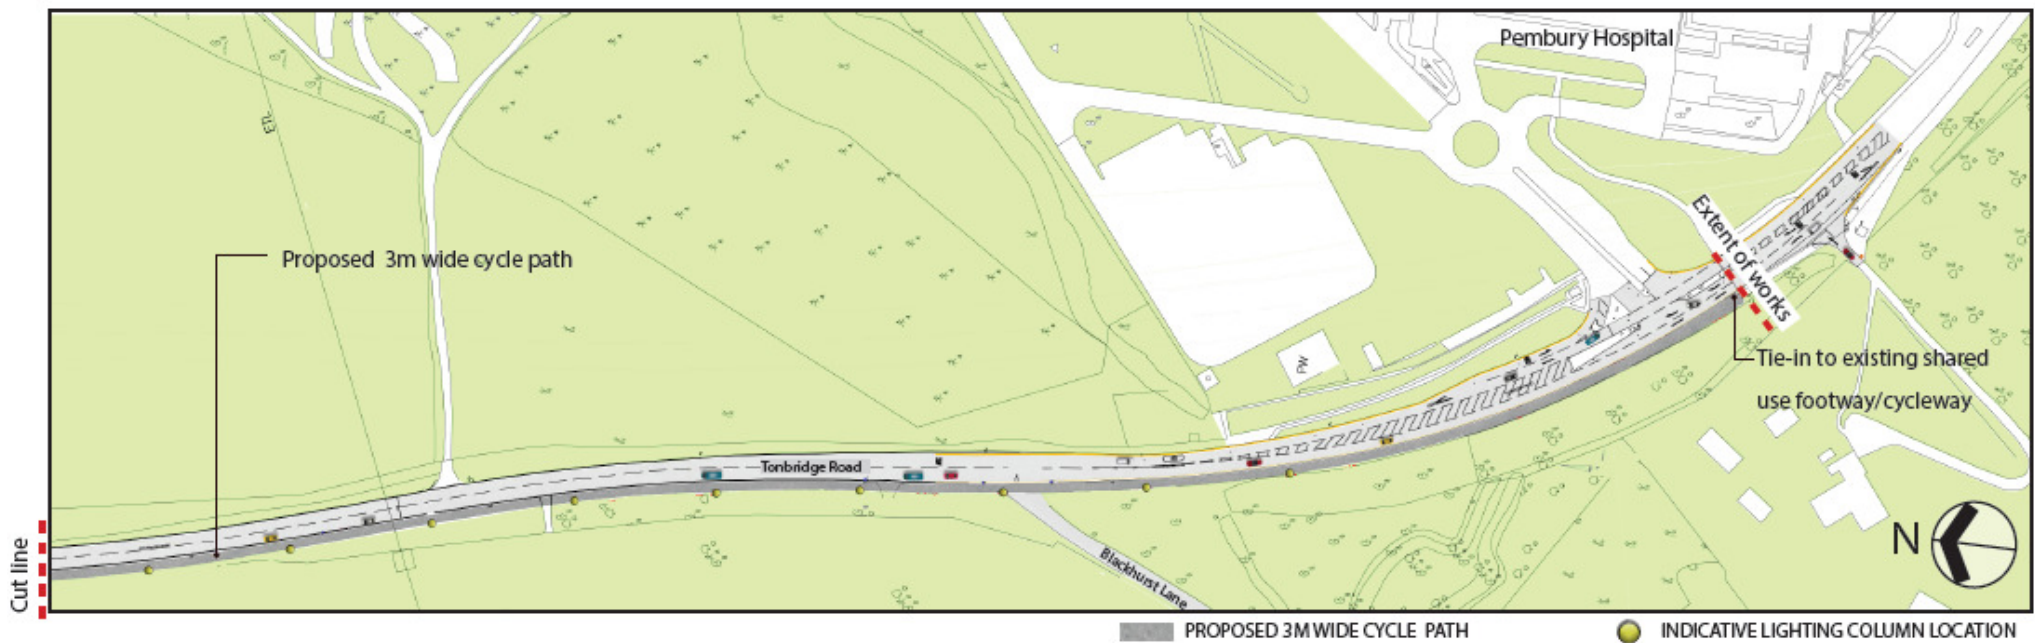 Pembury Hospital
ETL
Extent of works
Proposed 3m wide cycle path
PW
Tie-in to existing shared
use footway/cycleway
Tonbridge Road
Blackhurst Lane
N
Cut line
PROPOSED 3M WIDE CYCLE PATH
INDICATIVE LIGHTING COLUMN LOCATION